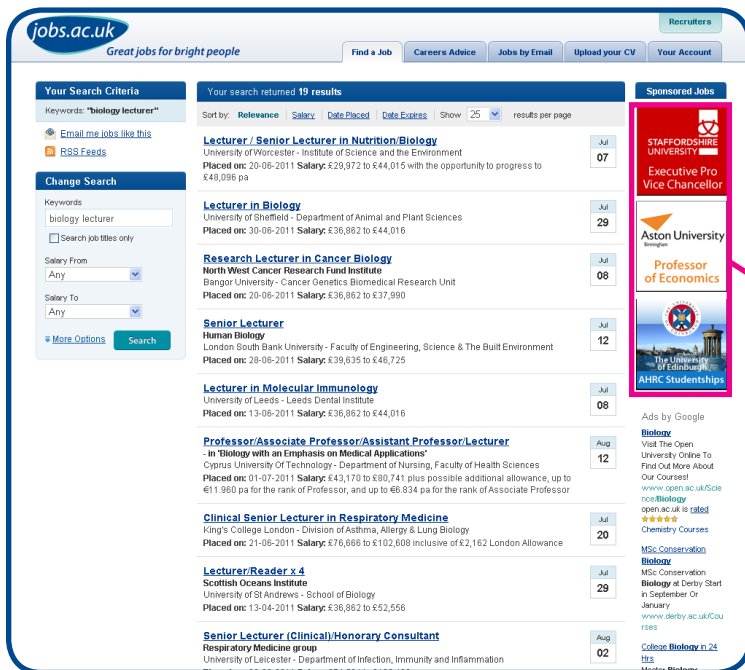 Recruiters
jobs.ac.uk
Great jobs for bright people
Find a Job
Careers Advice
Jobs by Email
Upload your CV
Your Account
Your Search Criteria
Keywords: "biology lecturer"
Email me jobs like this
RSS Feeds
Change Search
Keywords
biology lecturer
Search job titles only
Salary From
Any
Salary To
Any
More Options
Search
Your search returned 19 results
Sort by: Relevance Salary Date Placed Date Expires Show 25 results per page
Lecturer / Senior Lecturer in Nutrition/Biology
University of Worcester - Institute of Science and the Environment
Placed on: 20-06-2011 Salary: £29,972 to £44,015 with the opportunity to progress to
£48,096 pa
Jul
07
Lecturer in Biology
University of Sheffield - Department of Animal and Plant Sciences
Placed on: 30-06-2011 Salary: £36,862 to £44,016
Jul
29
Research Lecturer in Cancer Biology
North West Cancer Research Fund Institute
Bangor University - Cancer Genetics Biomedical Research Unit
Placed on: 20-06-2011 Salary: £36,862 to £37,990
Jul
08
Senior Lecturer
Human Biology
London South Bank University - Faculty of Engineering, Science & The Built Environment
Placed on: 28-06-2011 Salary: £39,635 to £46,725
Jul
12
Lecturer in Molecular Immunology
University of Leeds - Leeds Dental Institute
Placed on: 13-06-2011 Salary: £36,862 to £44,016
Jul
08
Professor/Associate Professor/Assistant Professor/Lecturer
- in 'Biology with an Emphasis on Medical Applications'
Cyprus University Of Technology - Department of Nursing, Faculty of Health Sciences
Placed on: 01-07-2011 Salary: £43,170 to £80,741 plus possible additional allowance, up to
€11.960 pa for the rank of Professor, and up to €6.834 pa for the rank of Associate Professor
Aug
12
Clinical Senior Lecturer in Respiratory Medicine
King's College London - Division of Asthma, Allergy & Lung Biology
Placed on: 21-06-2011 Salary: £76,666 to £102,608 inclusive of £2,162 London Allowance
Jul
20
Lecturer/Reader x 4
Scottish Oceans Institute
University of St Andrews - School of Biology
Placed on: 13-04-2011 Salary: £36,862 to £52,556
Jul
29
Senior Lecturer (Clinical)/Honorary Consultant
Respiratory Medicine group
University of Leicester - Department of Infection, Immunity and Inflammation
Aug
02
Sponsored Jobs
STAFFORDSHIRE
UNIVERSITY
Executive Pro
Vice Chancellor
Aston University
Birmingham
Professor
of Economics
The University
of Edinburgh
AHRC Studentships
Ads by Google
Biology
Visit The Open
University Online To
Find Out More About
Our Courses!
www.open.ac.uk/Scie
nce/Biology
open.ac.uk is rated
Chemistry Courses
MSc Conservation
Biology
MSc Conservation
Biology at Derby Start
in September Or
January
www.derby.ac.uk/Cou
rses
College Biology in 24
Hrs
Master Biology